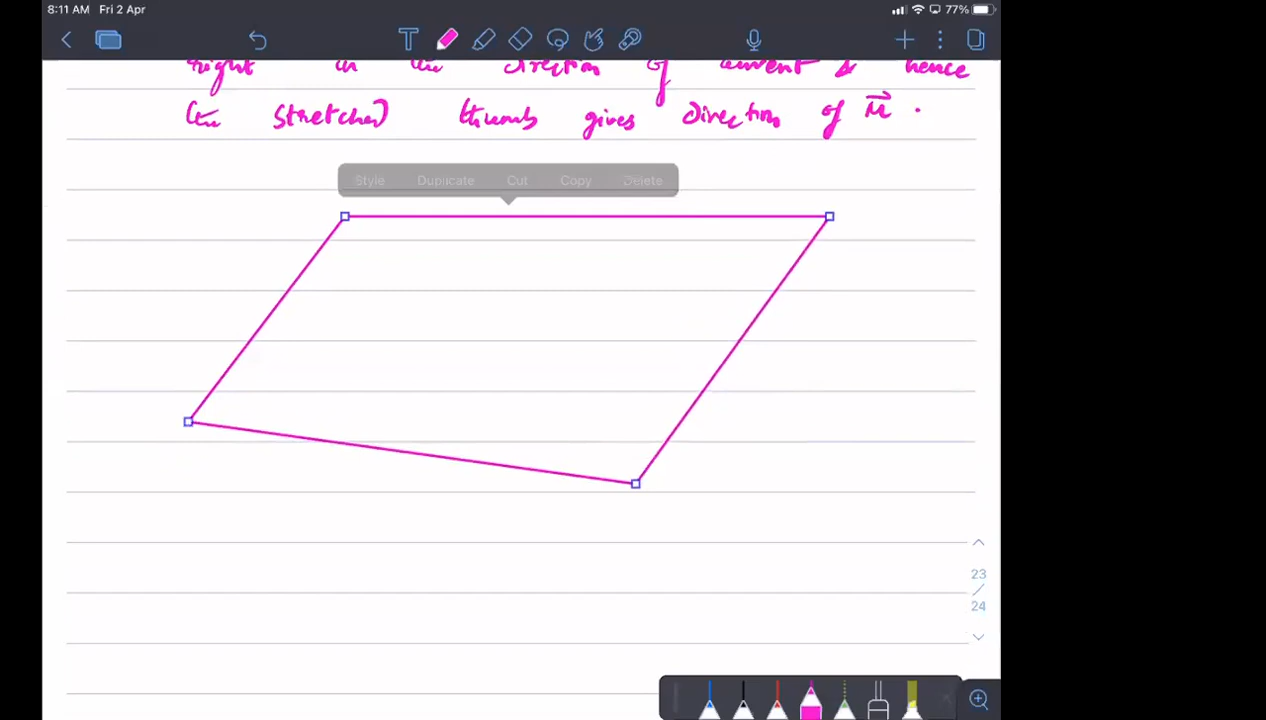 8:11 AM Fri 2 Apr 77%
right in the direction of current & hence
the stretched thumb gives direction of M⃗.
Style Duplicate Cut Copy Delete
23
/
24